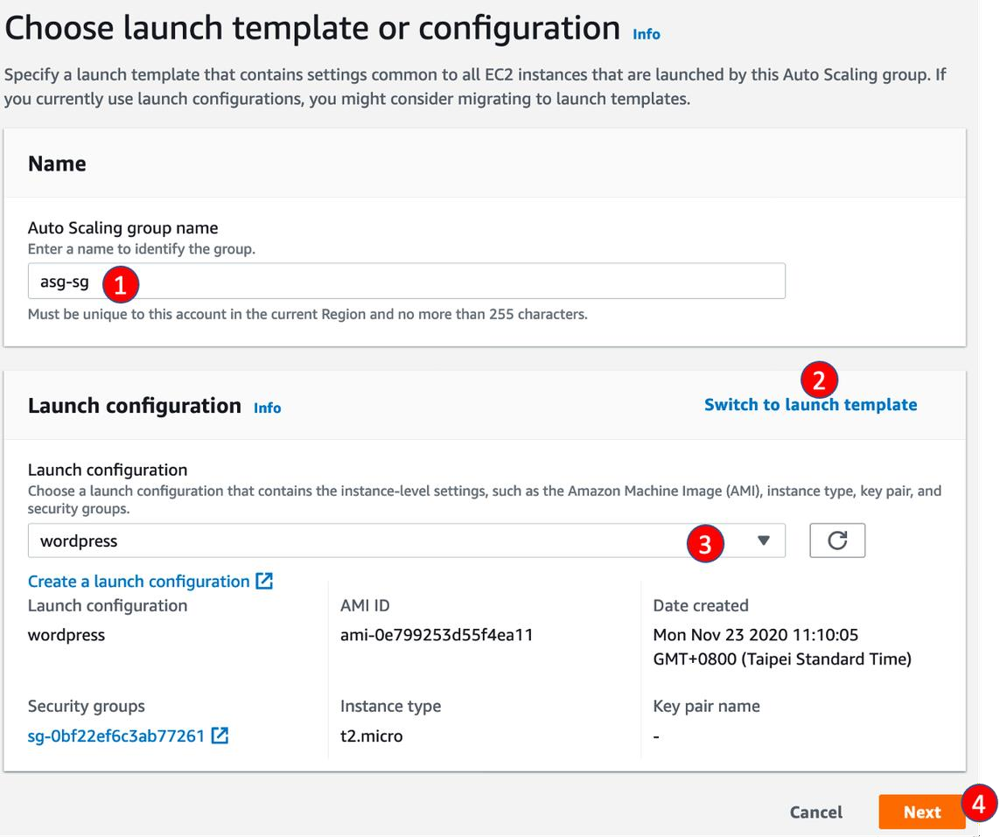 Choose launch template or configuration Info
Specify a launch template that contains settings common to all EC2 instances that are launched by this Auto Scaling group. If
you currently use launch configurations, you might consider migrating to launch templates.
Name
Auto Scaling group name
Enter a name to identify the group.
asg-sg 1
Must be unique to this account in the current Region and no more than 255 characters.
2
Launch configuration Info Switch to launch template
Launch configuration
Choose a launch configuration that contains the instance-level settings, such as the Amazon Machine Image (AMI), instance type, key pair, and
security groups.
wordpress 3
Create a launch configuration
Launch configuration
wordpress
AMI ID
ami-0e799253d55f4ea11
Date created
Mon Nov 23 2020 11:10:05
GMT+0800 (Taipei Standard Time)
Security groups
sg-0bf22ef6c3ab77261
Instance type
t2.micro
Key pair name
-
Cancel Next 4